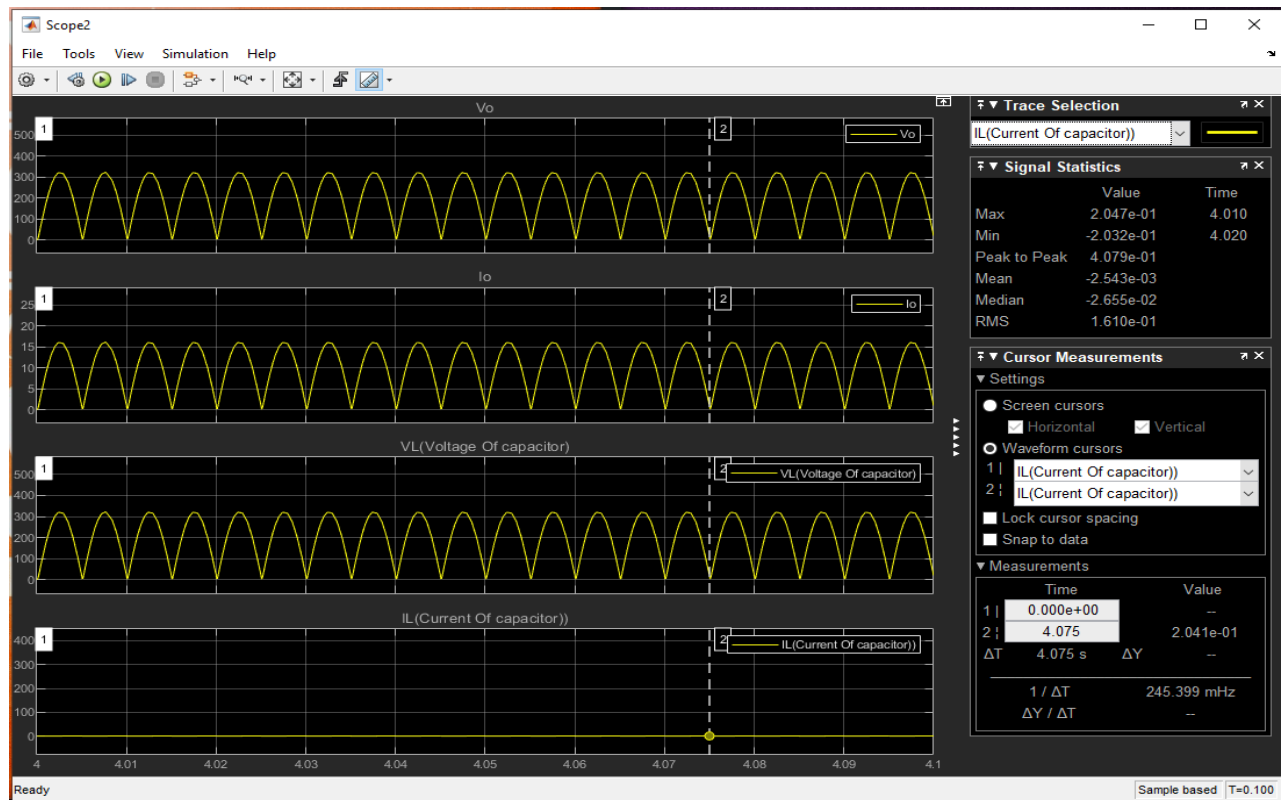 Scope2
File Tools View Simulation Help
Vo
1
2
Vo
500
400
300
200
100
0
Io
1
2
Io
25
20
15
10
5
0
VL(Voltage Of capacitor)
1
2
VL(Voltage Of capacitor)
500
400
300
200
100
0
IL(Current Of capacitor))
1
2
IL(Current Of capacitor))
400
300
200
100
0
4 4.01 4.02 4.03 4.04 4.05 4.06 4.07 4.08 4.09 4.1
Trace Selection
IL(Current Of capacitor))
Signal Statistics
Value Time
Max 2.047e-01 4.010
Min -2.032e-01 4.020
Peak to Peak 4.079e-01
Mean -2.543e-03
Median -2.655e-02
RMS 1.610e-01
Cursor Measurements
Settings
Screen cursors
Horizontal Vertical
Waveform cursors
1 | IL(Current Of capacitor))
2 ¦ IL(Current Of capacitor))
Lock cursor spacing
Snap to data
Measurements
Time Value
1 | 0.000e+00 --
2 ¦ 4.075 2.041e-01
ΔT 4.075 s ΔY --
1 / ΔT 245.399 mHz
ΔY / ΔT --
Ready
Sample based T=0.100